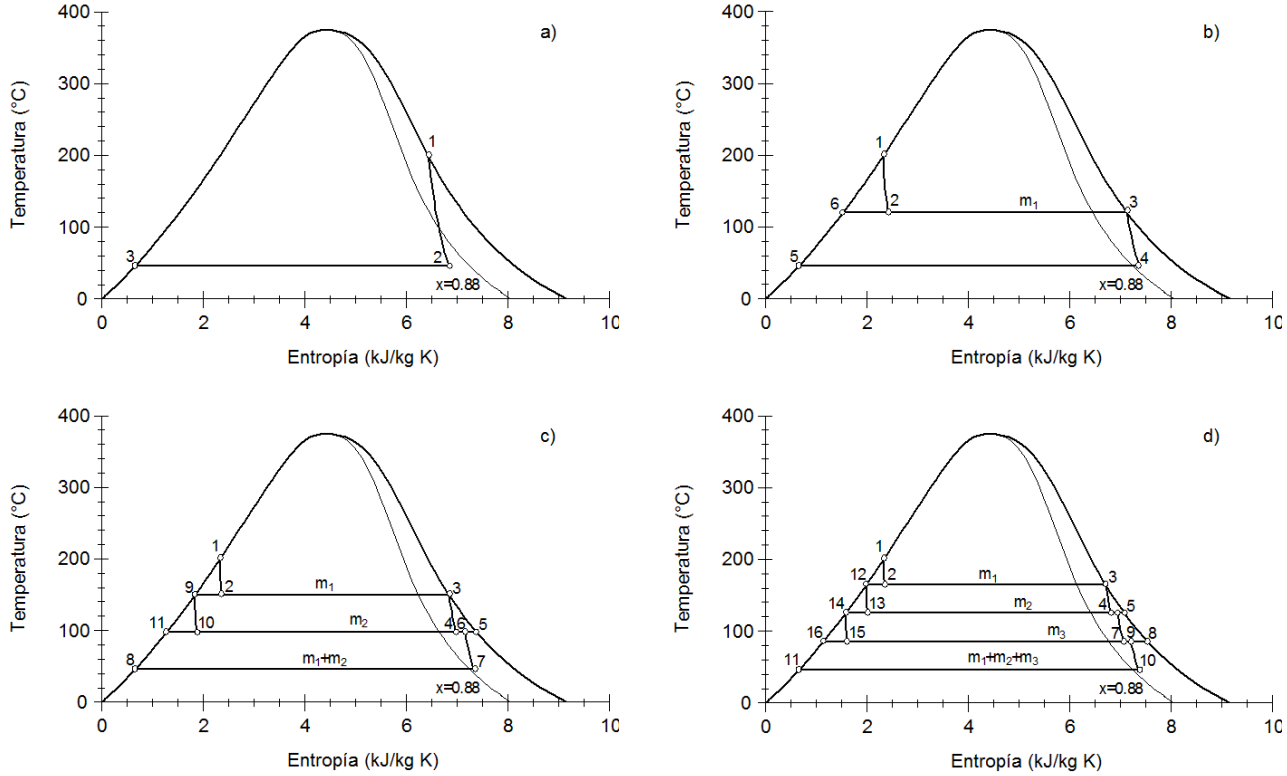 a)
Temperatura (°C)
400
300
200
100
0
1
2
3
x=0.88
0 2 4 6 8 10
Entropía (kJ/kg K)
b)
Temperatura (°C)
400
300
200
100
0
1
6 2 m1 3
5 4
x=0.88
0 2 4 6 8 10
Entropía (kJ/kg K)
c)
Temperatura (°C)
400
300
200
100
0
1
9 2 m1 3
11 10 m2 4 6 5
8 m1+m2 7
x=0.88
0 2 4 6 8 10
Entropía (kJ/kg K)
d)
Temperatura (°C)
400
300
200
100
0
1
12 2 m1 3
14 13 m2 4 5
16 15 m3 7 9 8
11 m1+m2+m3 10
x=0.88
0 2 4 6 8 10
Entropía (kJ/kg K)